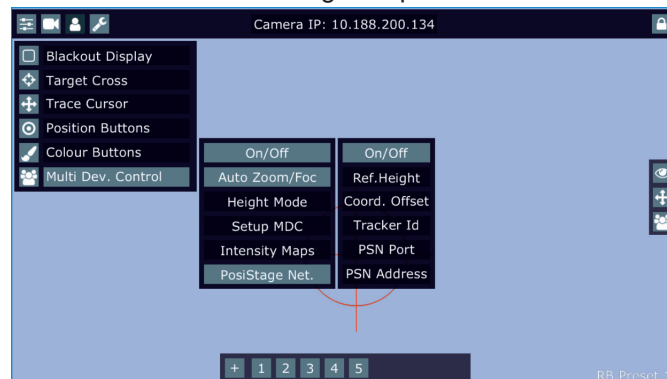 Camera IP: 10.188.200.134
Blackout Display
Target Cross
Trace Cursor
Position Buttons
Colour Buttons
Multi Dev. Control
On/Off
Auto Zoom/Foc
Height Mode
Setup MDC
Intensity Maps
PosiStage Net.
On/Off
Ref.Height
Coord. Offset
Tracker Id
PSN Port
PSN Address
+ 1 2 3 4 5
RB Preset